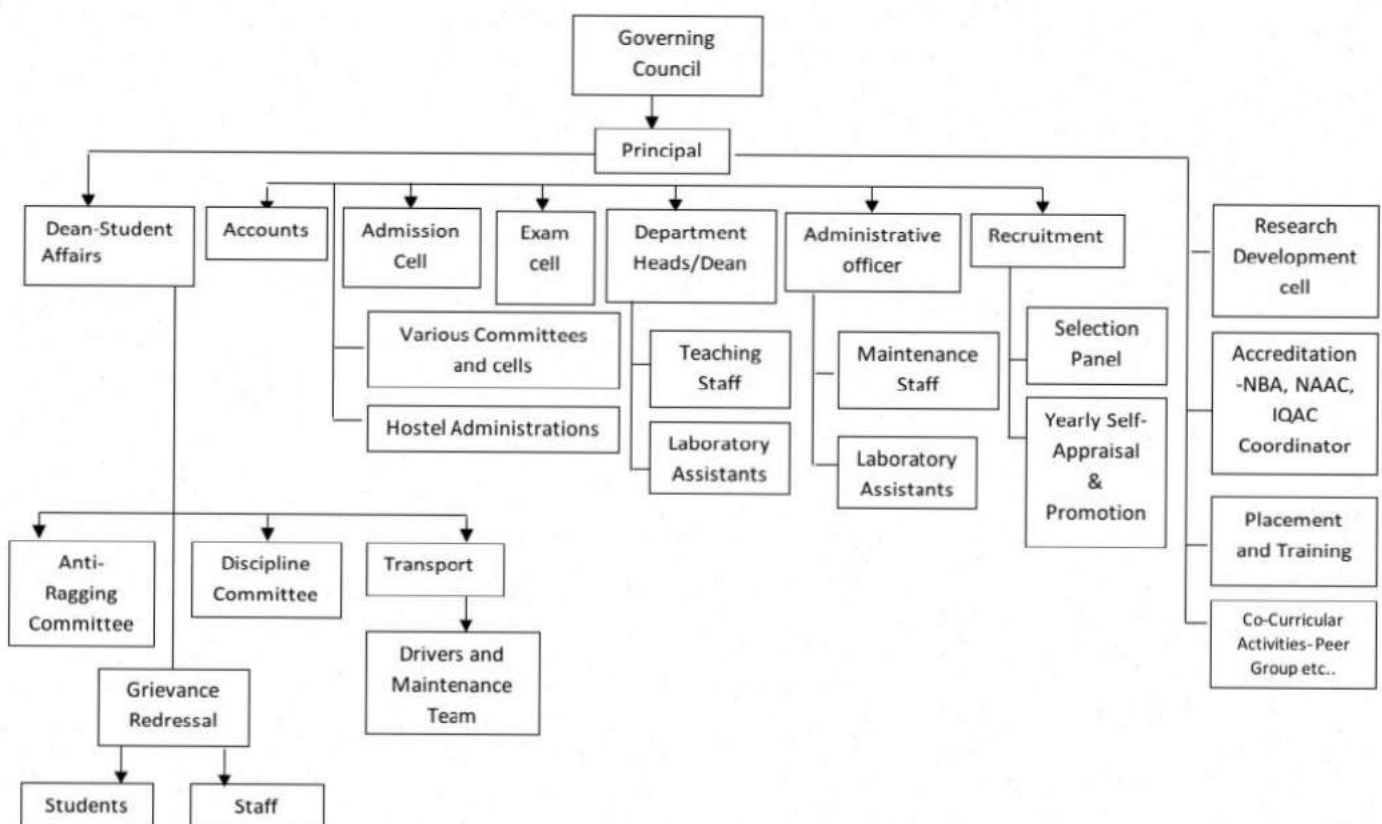 Governing
Council
Principal
Dean-Student
Affairs
Accounts
Admission
Cell
Exam
cell
Department
Heads/Dean
Administrative
officer
Recruitment
Research
Development
cell
Various Committees
and cells
Hostel Administrations
Teaching
Staff
Laboratory
Assistants
Maintenance
Staff
Laboratory
Assistants
Selection
Panel
Yearly Self-
Appraisal
&
Promotion
Accreditation
-NBA, NAAC,
IQAC
Coordinator
Placement
and Training
Co-Curricular
Activities- Peer
Group etc..
Anti-
Ragging
Committee
Discipline
Committee
Transport
Drivers and
Maintenance
Team
Grievance
Redressal
Students
Staff